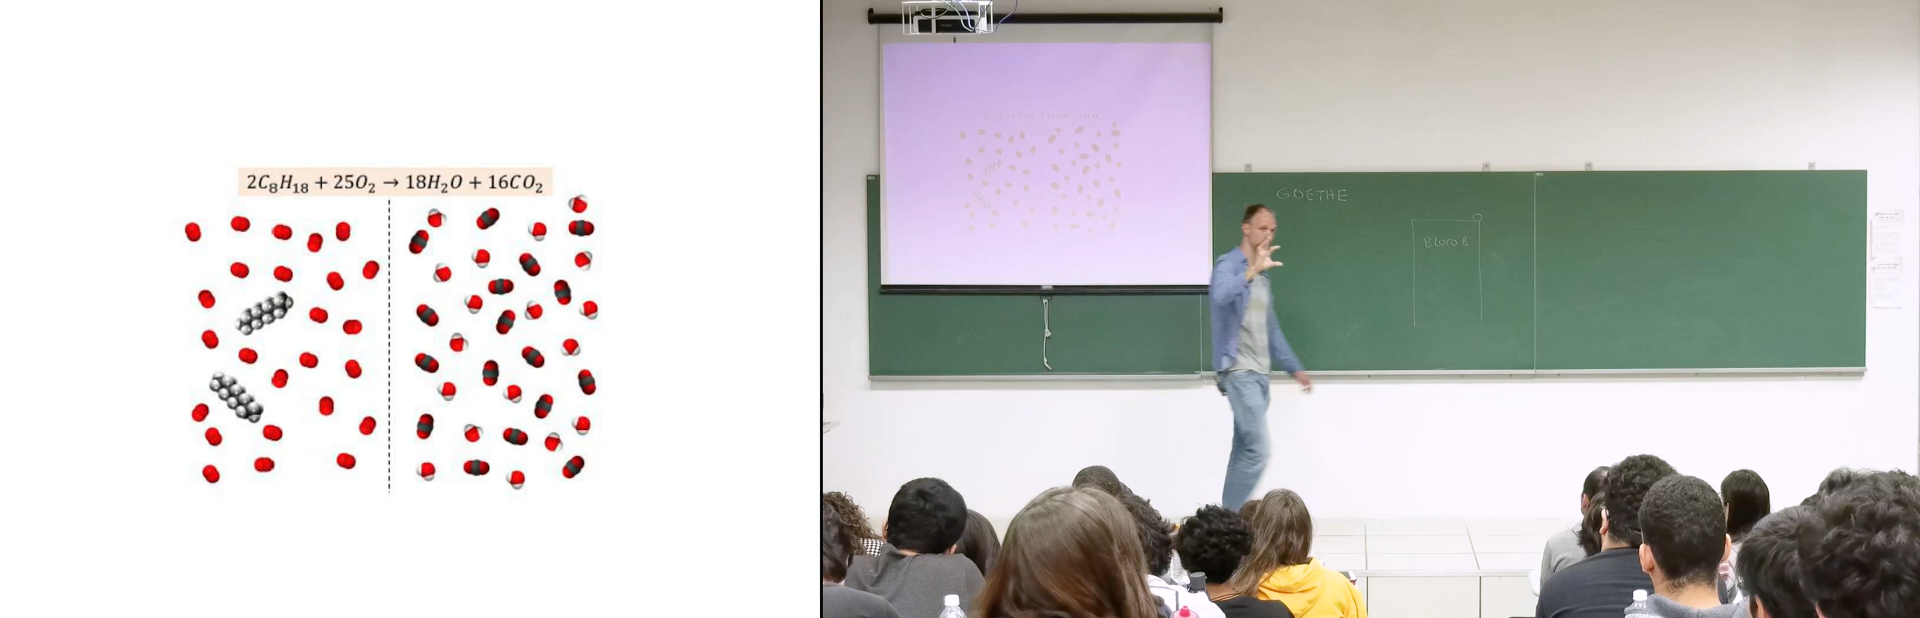 2C₈H₁₈ + 25O₂ → 18H₂O + 16CO₂
GOETHE
Bloco B